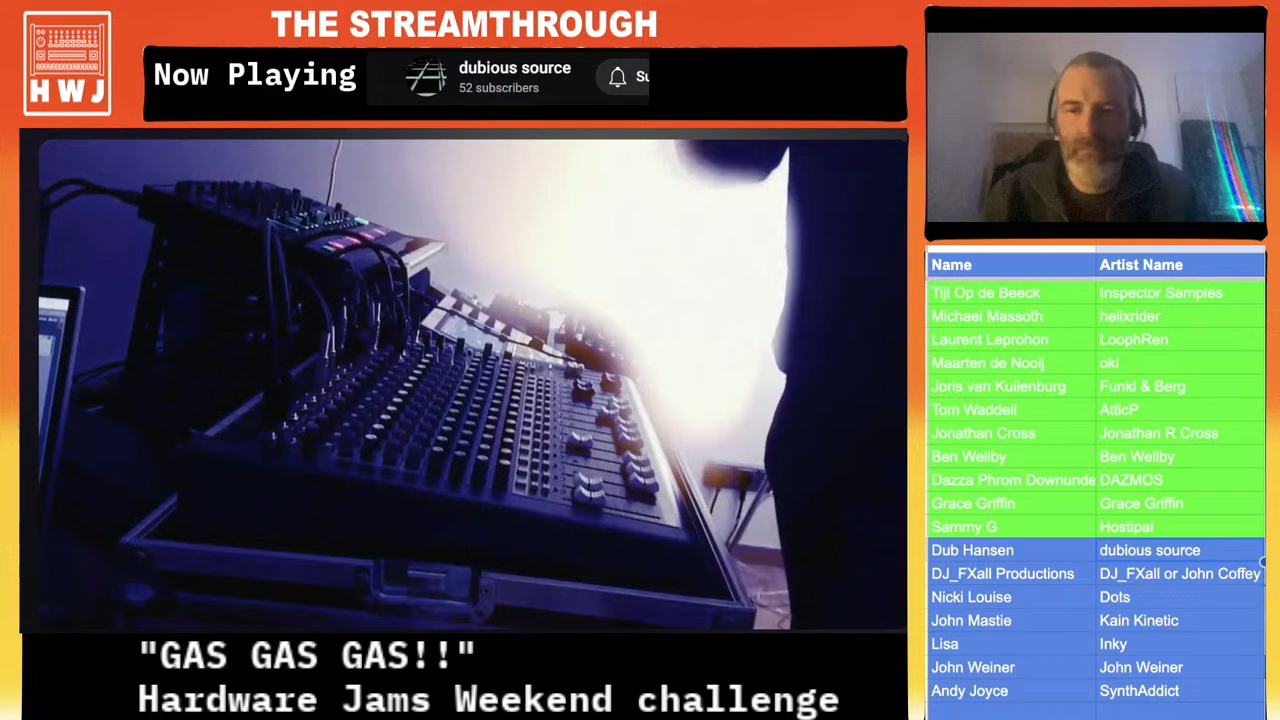 THE STREAMTHROUGH
HWJ
Now Playing
dubious source
52 subscribers
Su
Name Artist Name
Tijl Op de Beeck Inspector Samples
Michael Massoth helixrider
Laurent Leprohon LoophRen
Maarten de Nooij oki
Joris van Kuilenburg Funkl & Berg
Tom Waddell AtticP
Jonathan Cross Jonathan R Cross
Ben Wellby Ben Wellby
Dazza Phrom Downunde DAZMOS
Grace Griffin Grace Griffin
Sammy G Hostipal
Dub Hansen dubious source
DJ_FXall Productions DJ_FXall or John Coffey
Nicki Louise Dots
John Mastie Kain Kinetic
Lisa Inky
John Weiner John Weiner
Andy Joyce SynthAddict
"GAS GAS GAS!!"
Hardware Jams Weekend challenge